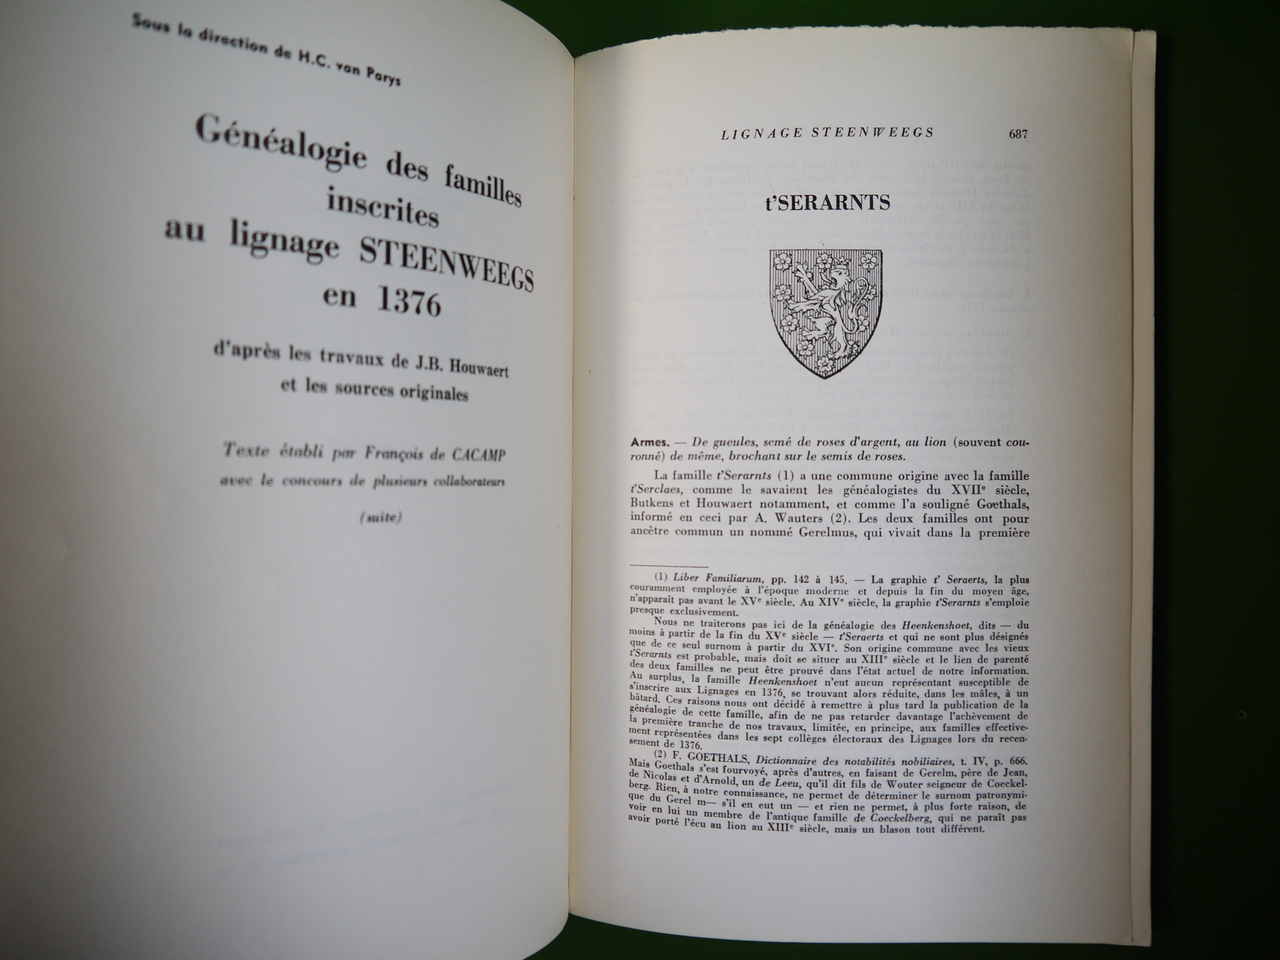 Sous la direction de H.C. van Parys
Généalogie des familles
inscrites
au lignage STEENWEEGS
en 1376
d'après les travaux de J.B. Houwaert
et les sources originales
Texte établi par François de CACAMP
avec le concours de plusieurs collaborateurs
(suite)
LIGNAGE STEENWEEGS 687
t'SERARNTS
Armes. — De gueules, semé de roses d'argent, au lion (souvent cou-
ronné) de même, brochant sur le semis de roses.
La famille t'Serarnts (1) a une commune origine avec la famille
t'Serclaes, comme le savaient les généalogistes du XVIIe siècle,
Butkens et Houwaert notamment, et comme l'a souligné Gœthals,
informé en ceci par A. Wauters (2). Les deux familles ont pour
ancêtre commun un nommé Gerelmus, qui vivait dans la première
(1) Liber Familiarum, pp. 142 à 145. — La graphie t' Seraerts, la plus
couramment employée à l'époque moderne et depuis la fin du moyen âge,
n'apparaît pas avant le XVe siècle. Au XIVe siècle, la graphie t'Serarnts s'emploie
presque exclusivement.
Nous ne traiterons pas ici de la généalogie des Heenkenshoet, dits — du
moins à partir de la fin du XVe siècle — t'Seraerts et qui ne sont plus désignés
que de ce seul surnom à partir du XVIe. Son origine commune avec les vieux
t'Serarnts est probable, mais doit se situer au XIIIe siècle et le lien de parenté
des deux familles ne peut être prouvé dans l'état actuel de notre information.
Au surplus, la famille Heenkenshoet n'eut aucun représentant susceptible de
s'inscrire aux Lignages en 1376, se trouvant alors réduite, dans les mâles, à un
bâtard. Ces raisons nous ont décidé à remettre à plus tard la publication de la
généalogie de cette famille, afin de ne pas retarder davantage l'achèvement de
la première tranche de nos travaux, limitée, en principe, aux familles effective-
ment représentées dans les sept collèges électoraux des Lignages lors du recen-
sement de 1376.
(2) F. GOETHALS, Dictionnaire des notabilités nobiliaires, t. IV, p. 666.
Mais Goethals s'est fourvoyé, après d'autres, en faisant de Gerelm, père de Jean,
de Nicolas et d'Arnold, un de Leeu, qu'il dit fils de Wouter seigneur de Coeckel-
berg. Rien, à notre connaissance, ne permet de déterminer le surnom patronymi-
que du Gerel m— s'il en eut un — et rien ne permet, à plus forte raison, de
voir en lui un membre de l'antique famille de Coeckelberg, qui ne paraît pas
avoir porté l'écu au lion au XIIIe siècle, mais un blason tout différent.